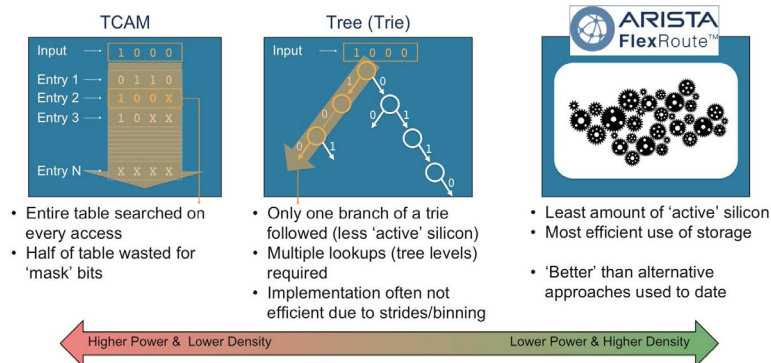 TCAM
Input 1 0 0 0
Entry 1 0 1 1 0
Entry 2 1 0 0 X
Entry 3 1 0 X X
Entry N X X X X
• Entire table searched on
every access
• Half of table wasted for
‘mask’ bits
Tree (Trie)
Input 1 0 0 0
1
0 1
0 1 0 1
0
• Only one branch of a trie
followed (less ‘active’ silicon)
• Multiple lookups (tree levels)
required
• Implementation often not
efficient due to strides/binning
ARISTA
FlexRoute™
• Least amount of ‘active’ silicon
• Most efficient use of storage
• ‘Better’ than alternative
approaches used to date
Higher Power & Lower Density
Lower Power & Higher Density